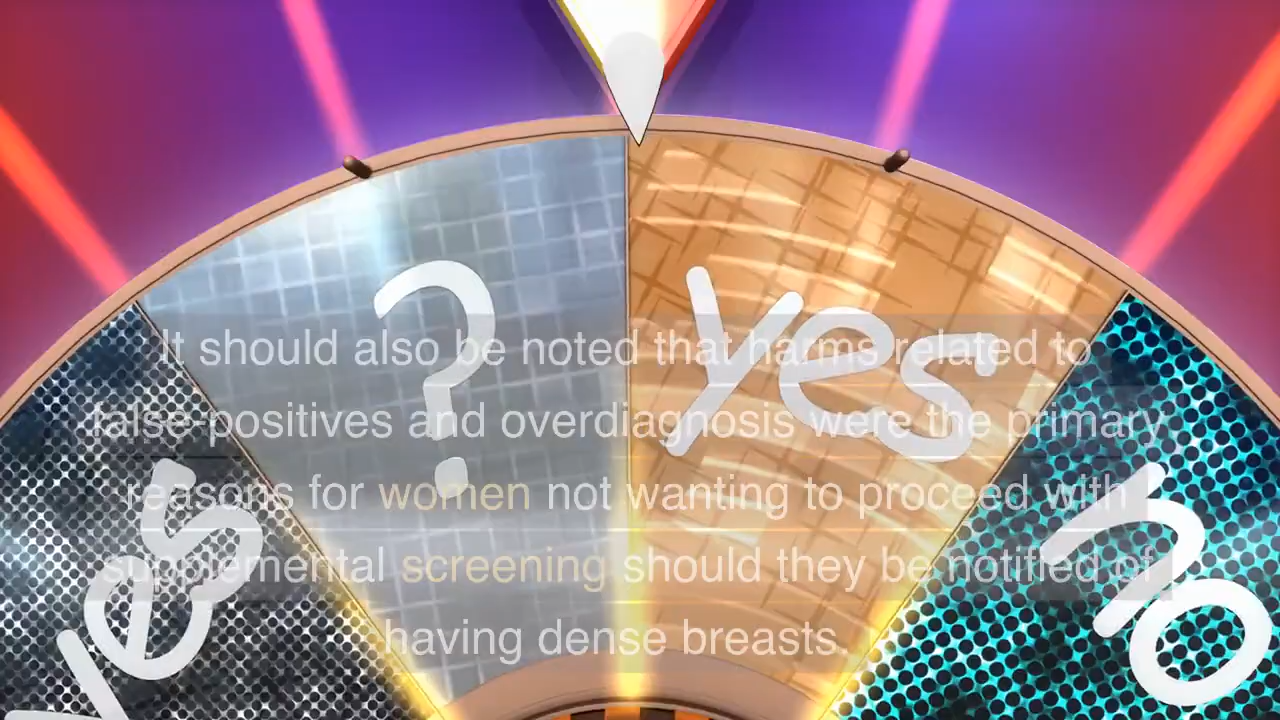 ?
yes
yes
no
It should also be noted that harms related to
false-positives and overdiagnosis were the primary
reasons for women not wanting to proceed with
supplemental screening should they be notified of
having dense breasts.